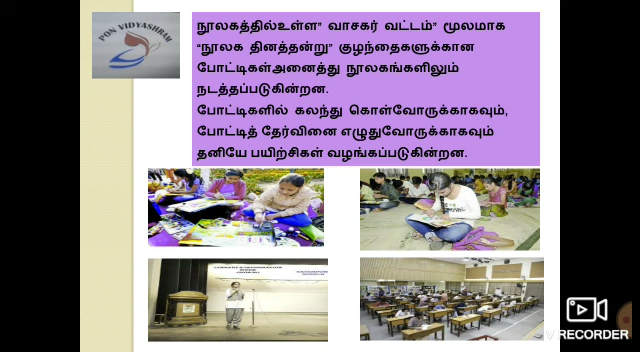 PON VIDYASHRAM
நூலகத்தில்உள்ள” வாசகர் வட்டம்” மூலமாக
“நூலக தினத்தன்று” குழந்தைகளுக்கான
போட்டிகள்அனைத்து நூலகங்களிலும்
நடத்தப்படுகின்றன.
போட்டிகளில் கலந்து கொள்வோருக்காகவும்,
போட்டித் தேர்வினை எழுதுவோருக்காகவும்
தனியே பயிற்சிகள் வழங்கப்படுகின்றன.
V RECORDER